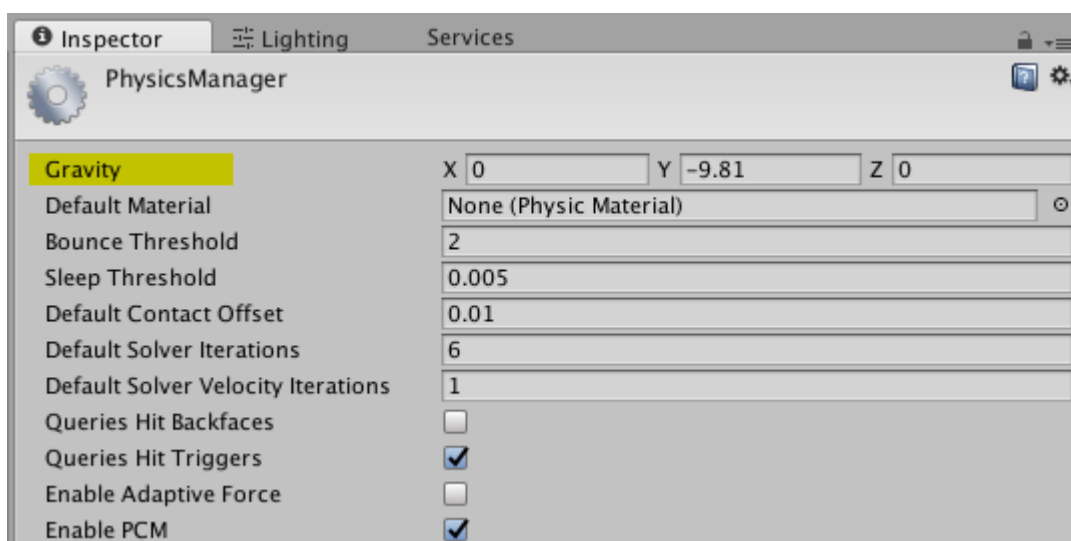 Inspector Lighting Services
PhysicsManager
Gravity X 0 Y -9.81 Z 0
Default Material None (Physic Material)
Bounce Threshold 2
Sleep Threshold 0.005
Default Contact Offset 0.01
Default Solver Iterations 6
Default Solver Velocity Iterations 1
Queries Hit Backfaces
Queries Hit Triggers
Enable Adaptive Force
Enable PCM